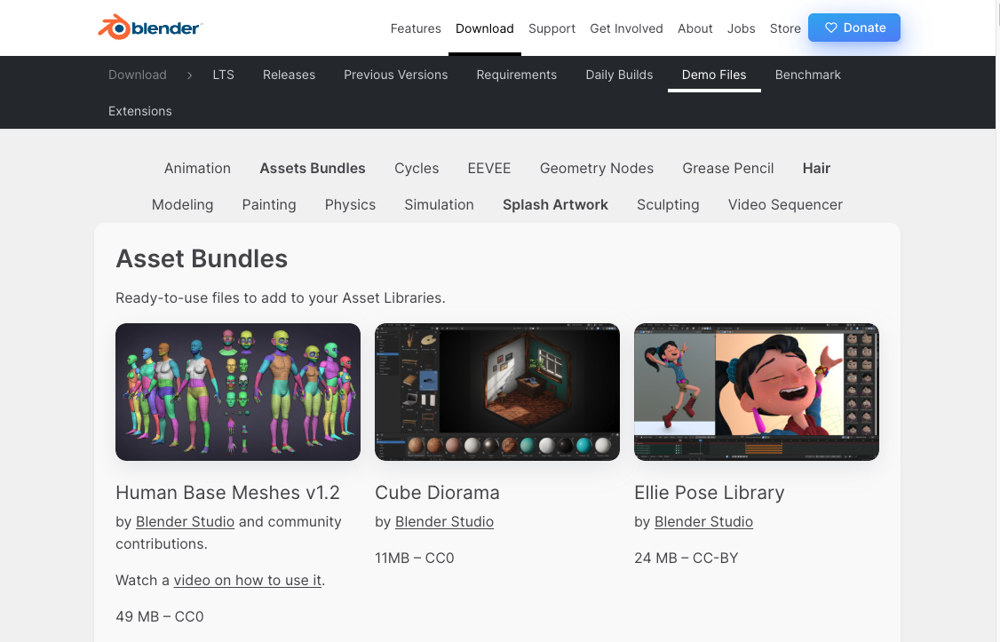 blender
Features Download Support Get Involved About Jobs Store Donate
Download LTS Releases Previous Versions Requirements Daily Builds Demo Files Benchmark
Extensions
Animation Assets Bundles Cycles EEVEE Geometry Nodes Grease Pencil Hair
Modeling Painting Physics Simulation Splash Artwork Sculpting Video Sequencer
Asset Bundles
Ready-to-use files to add to your Asset Libraries.
Human Base Meshes v1.2
by Blender Studio and community
contributions.
Watch a video on how to use it.
49 MB – CC0
Cube Diorama
by Blender Studio
11MB – CC0
Ellie Pose Library
by Blender Studio
24 MB – CC-BY